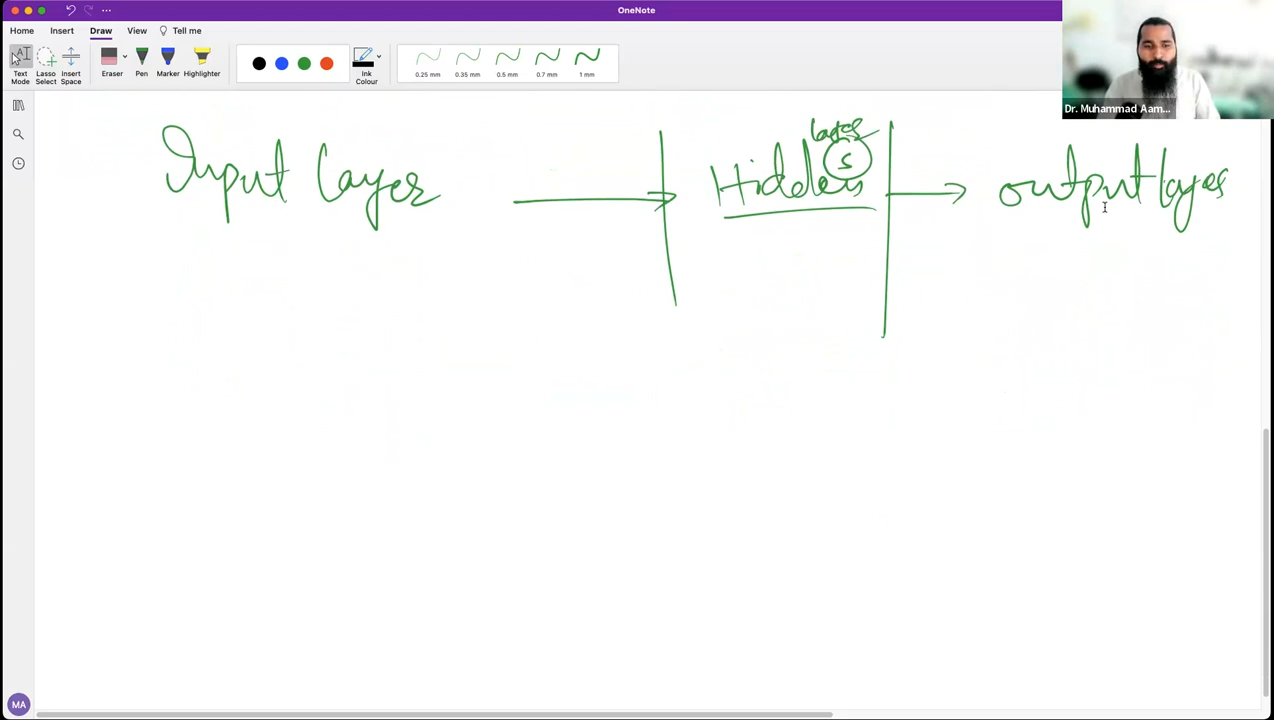 OneNote
Home Insert Draw View Tell me
Text Mode
Lasso Select
Insert Space
Eraser
Pen
Marker
Highlighter
Ink Colour
0.25 mm 0.35 mm 0.5 mm 0.7 mm 1 mm
Dr. Muhammad Aam...
Input layer
Hidden layer s
output layer
MA